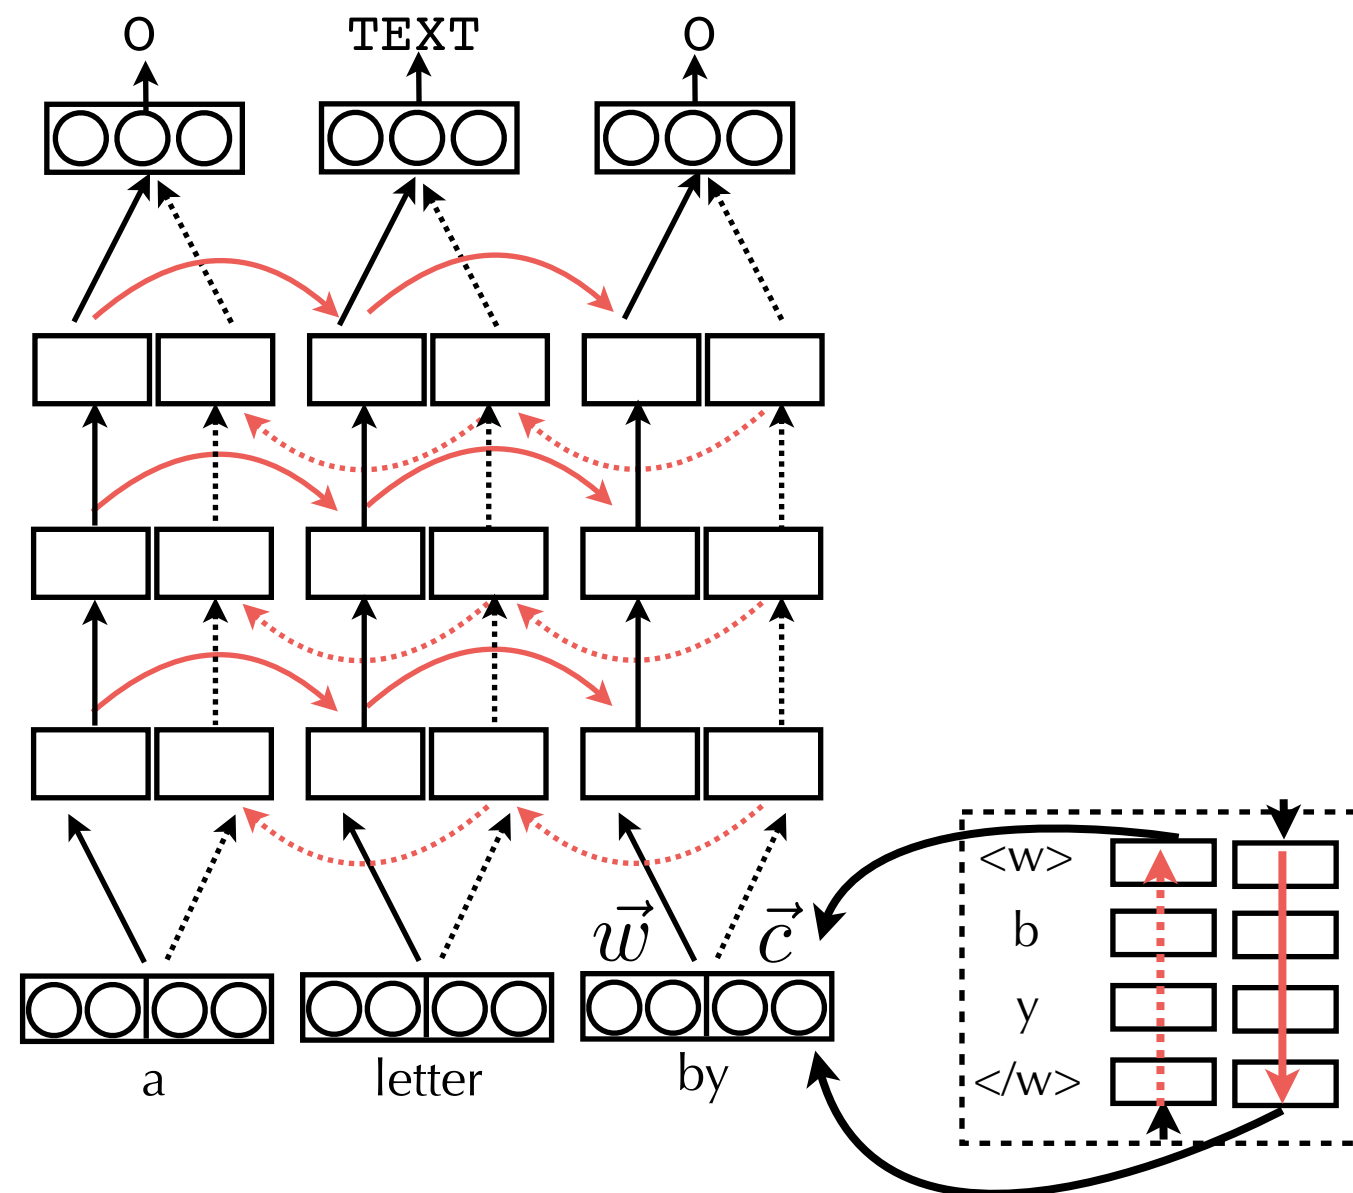 O TEXT O
<w>
b
y
</w>
w⃗ c⃗
a letter by